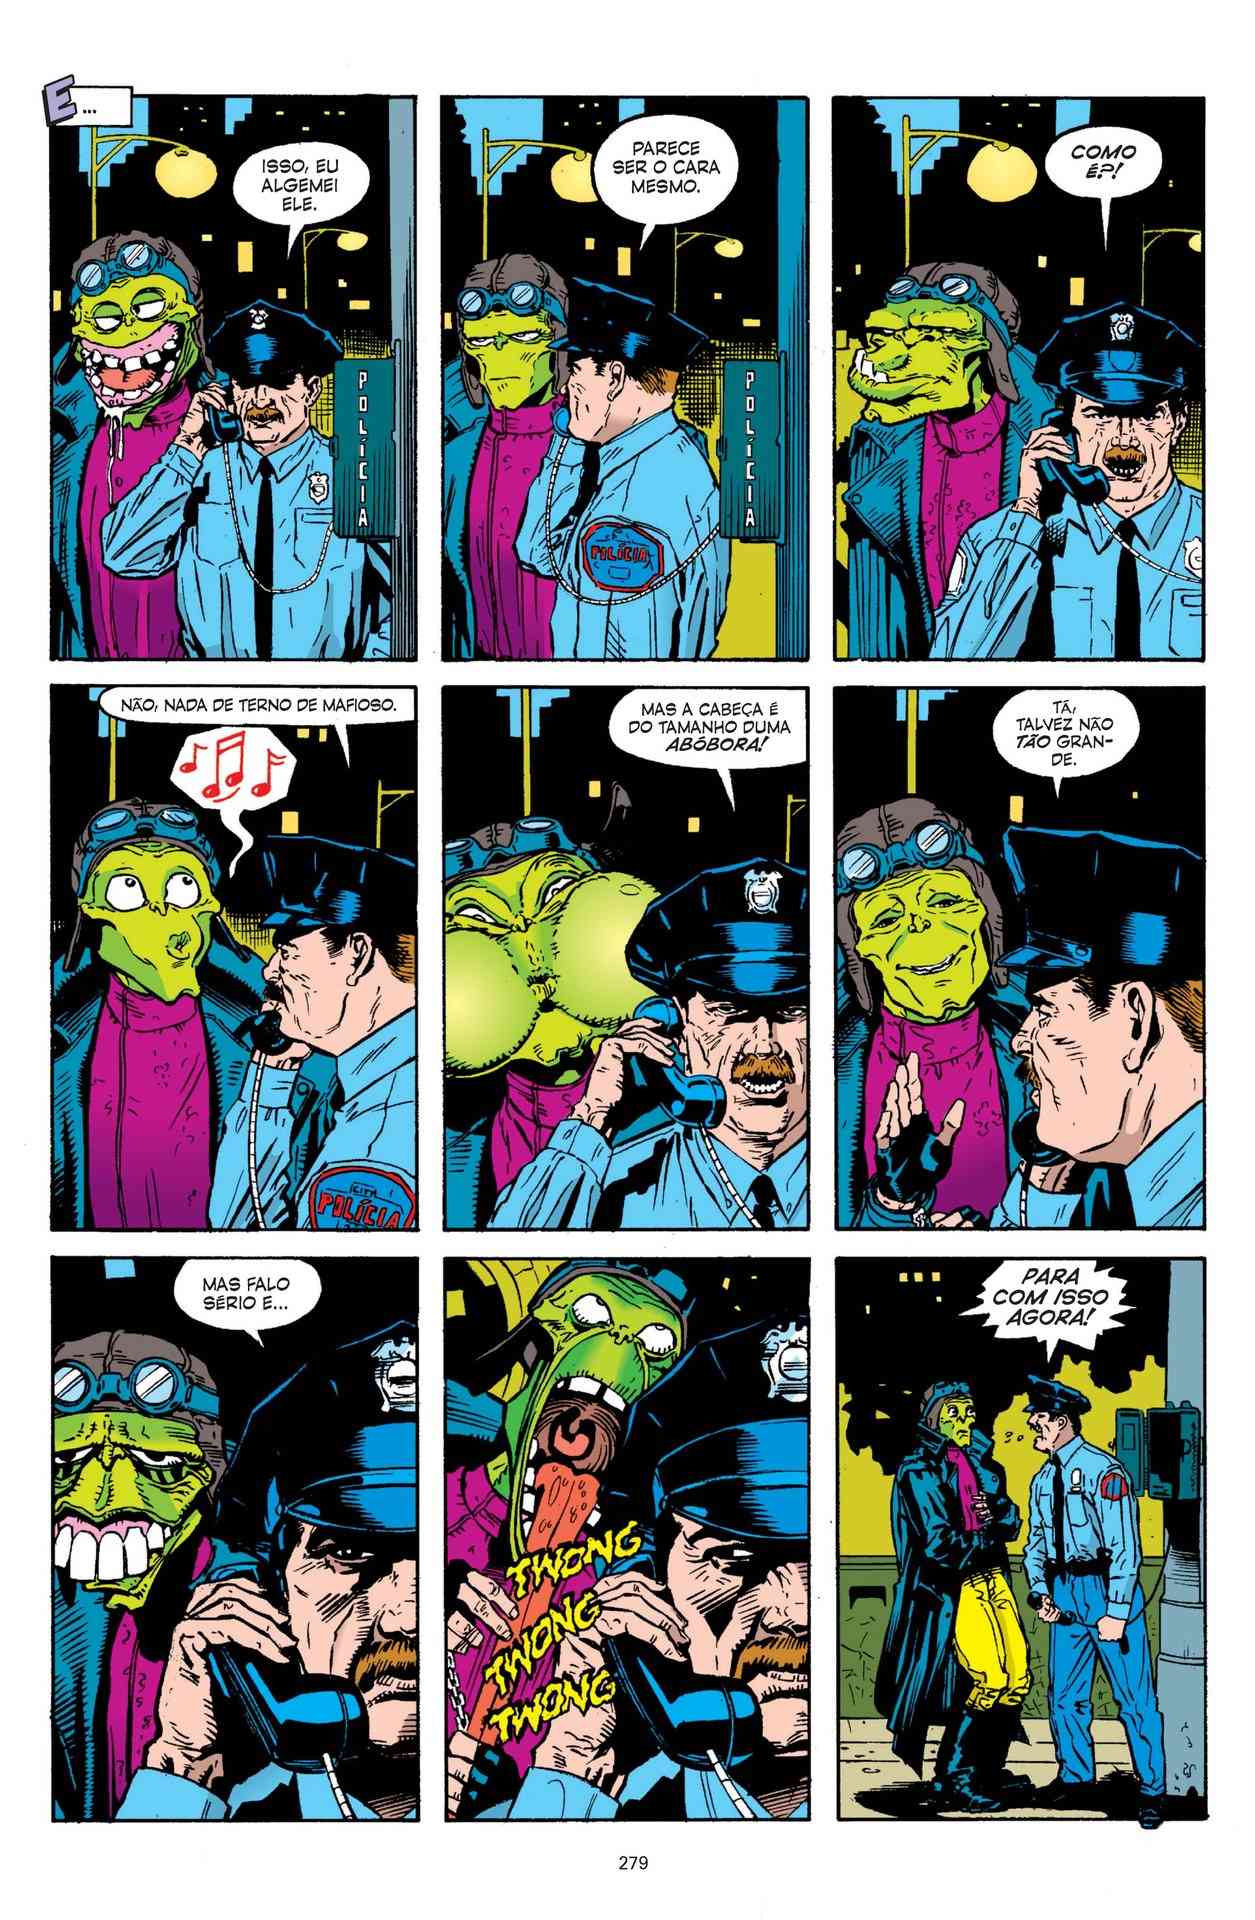 E...
ISSO, EU
ALGEMEI
ELE.
POLÍCIA
PARECE
SER O CARA
MESMO.
POLÍCIA
POLÍCIA
COMO
É?!
NÃO, NADA DE TERNO DE MAFIOSO.
CITY
POLÍCIA
MAS A CABEÇA É
DO TAMANHO DUMA
ABÓBORA!
TÁ,
TALVEZ NÃO
TÃO GRAN-
DE.
MAS FALO
SÉRIO E...
TWONG
TWONG
TWONG
PARA
COM ISSO
AGORA!
279